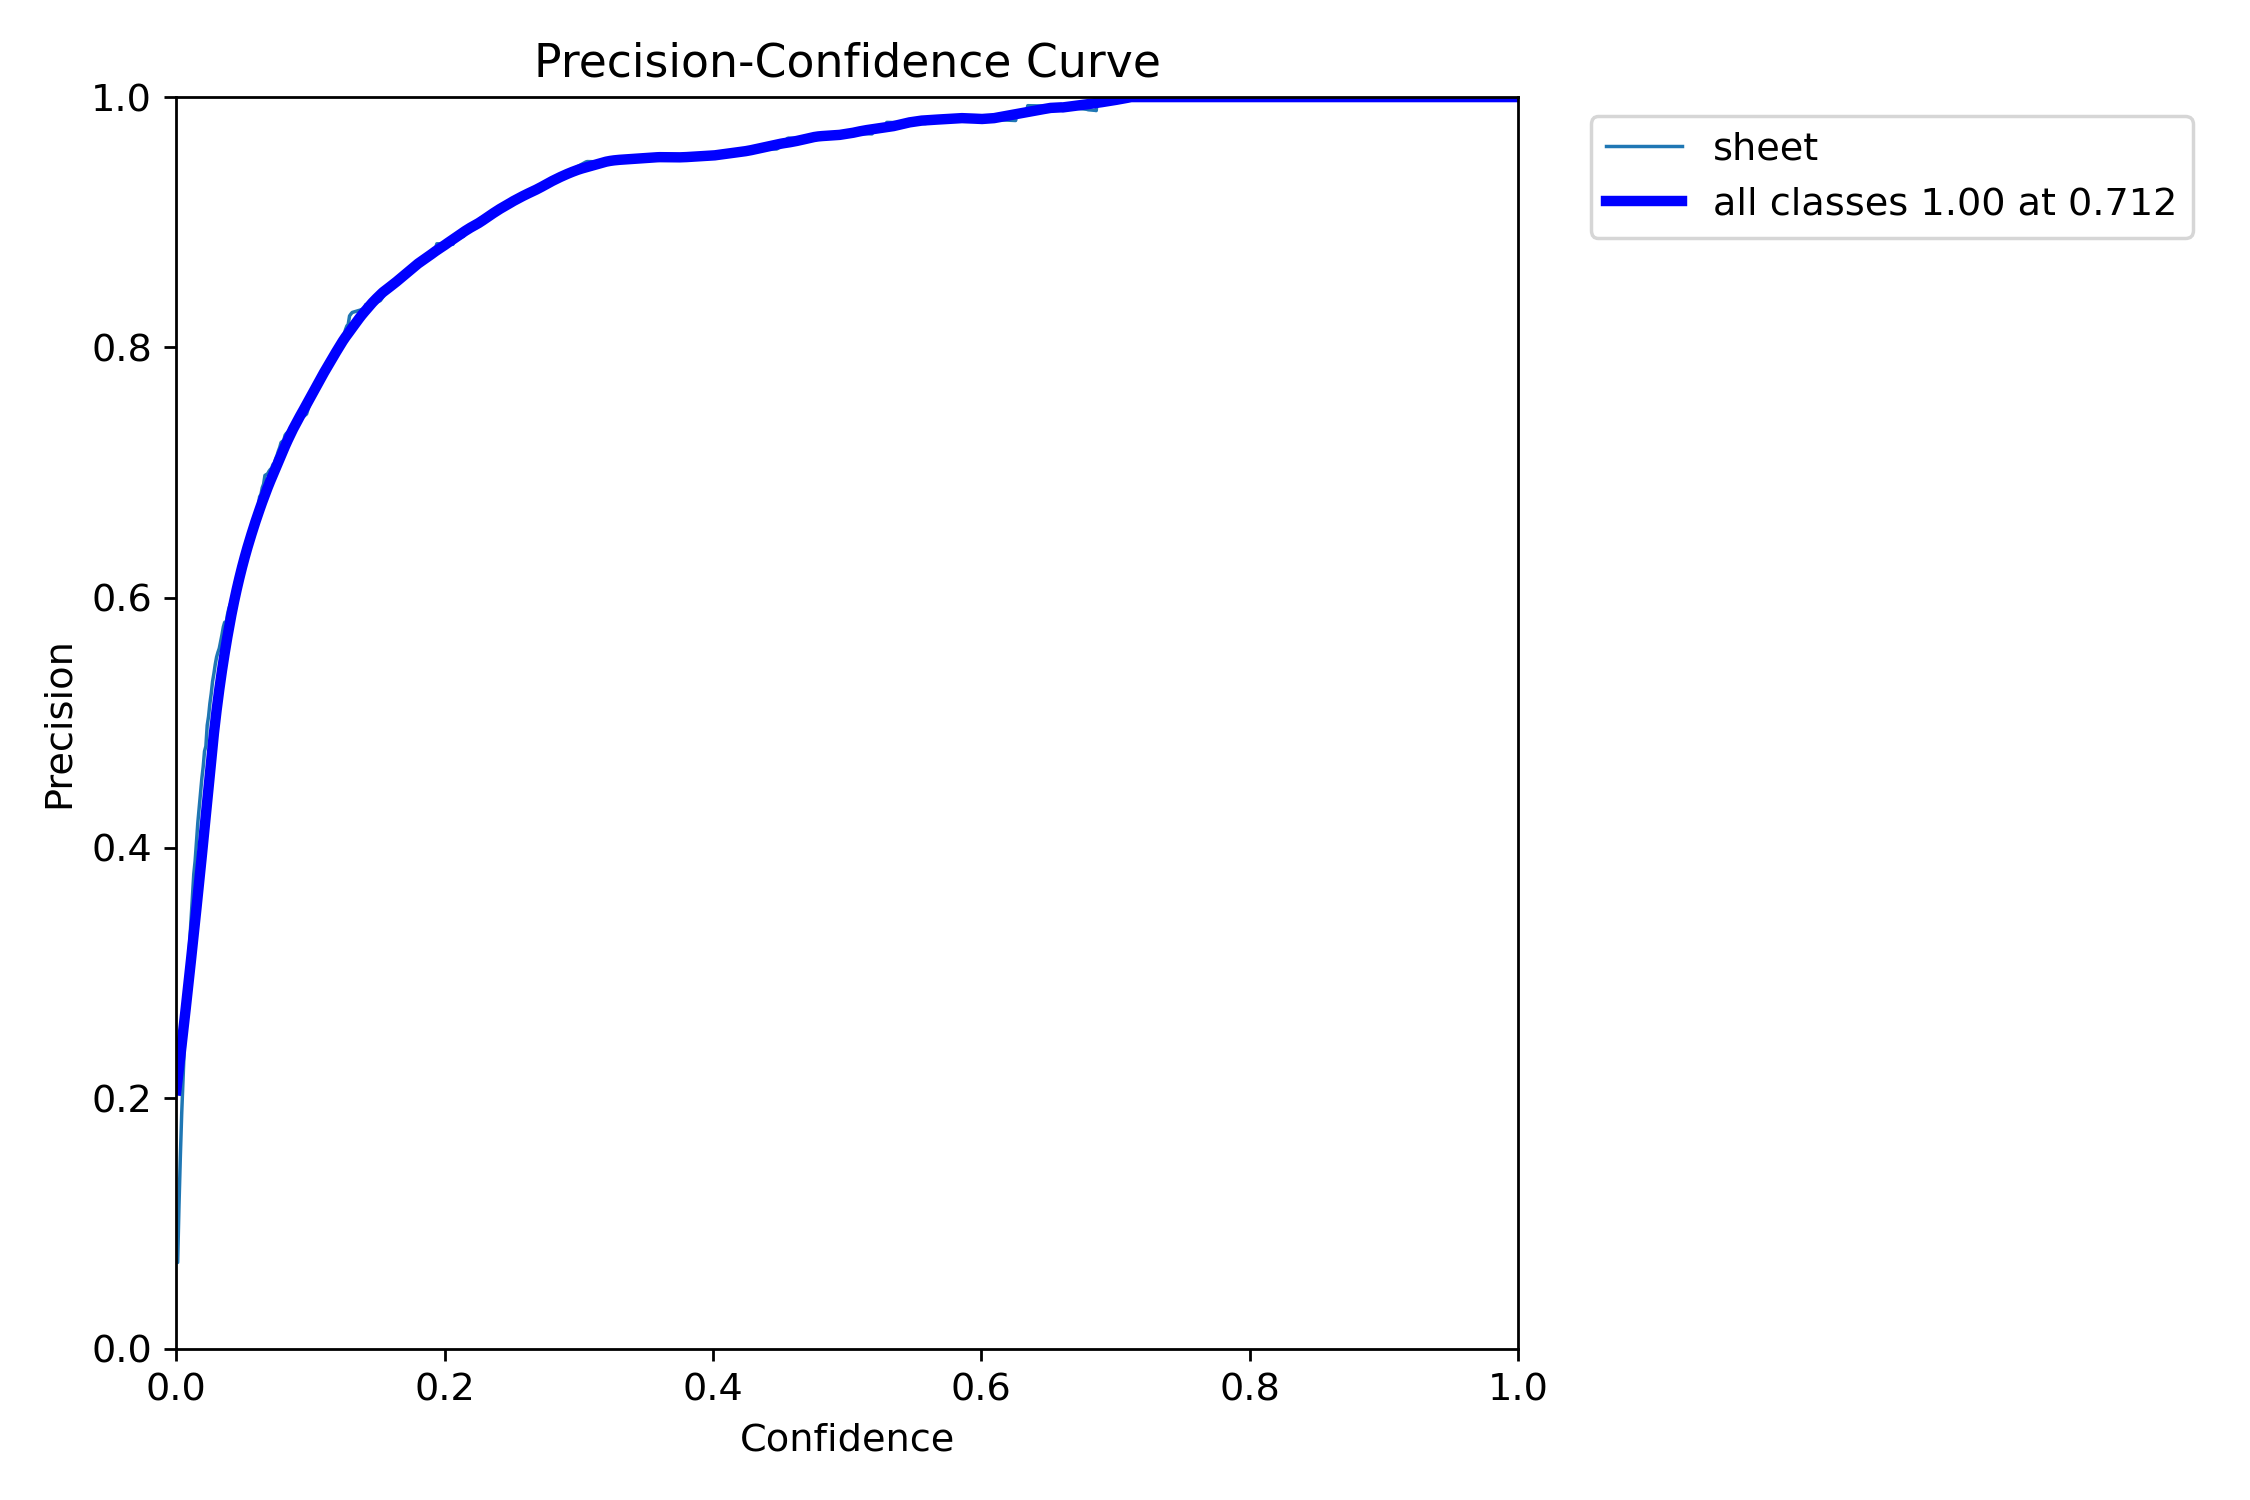 Precision-Confidence Curve
1.0
0.8
0.6
0.4
0.2
0.0
Precision
0.0 0.2 0.4 0.6 0.8 1.0
Confidence
sheet
all classes 1.00 at 0.712